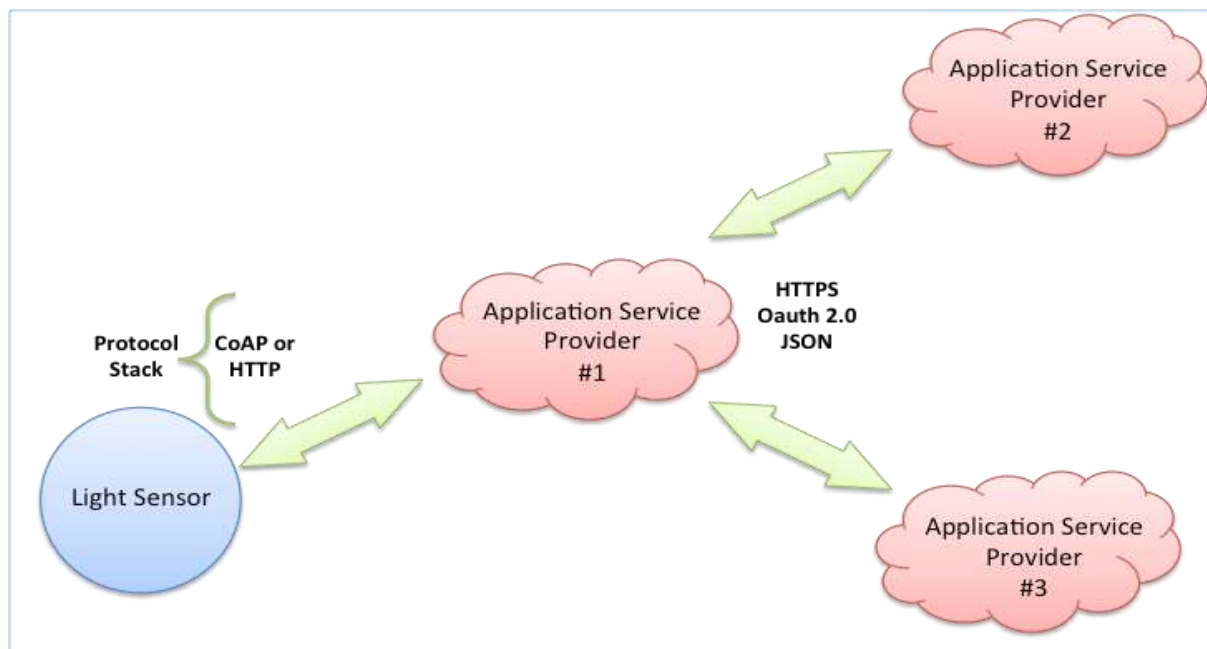 Application Service
Provider
#2
Application Service
Provider
#1
HTTPS
Oauth 2.0
JSON
Protocol
Stack
CoAP or
HTTP
Light Sensor
Application Service
Provider
#3